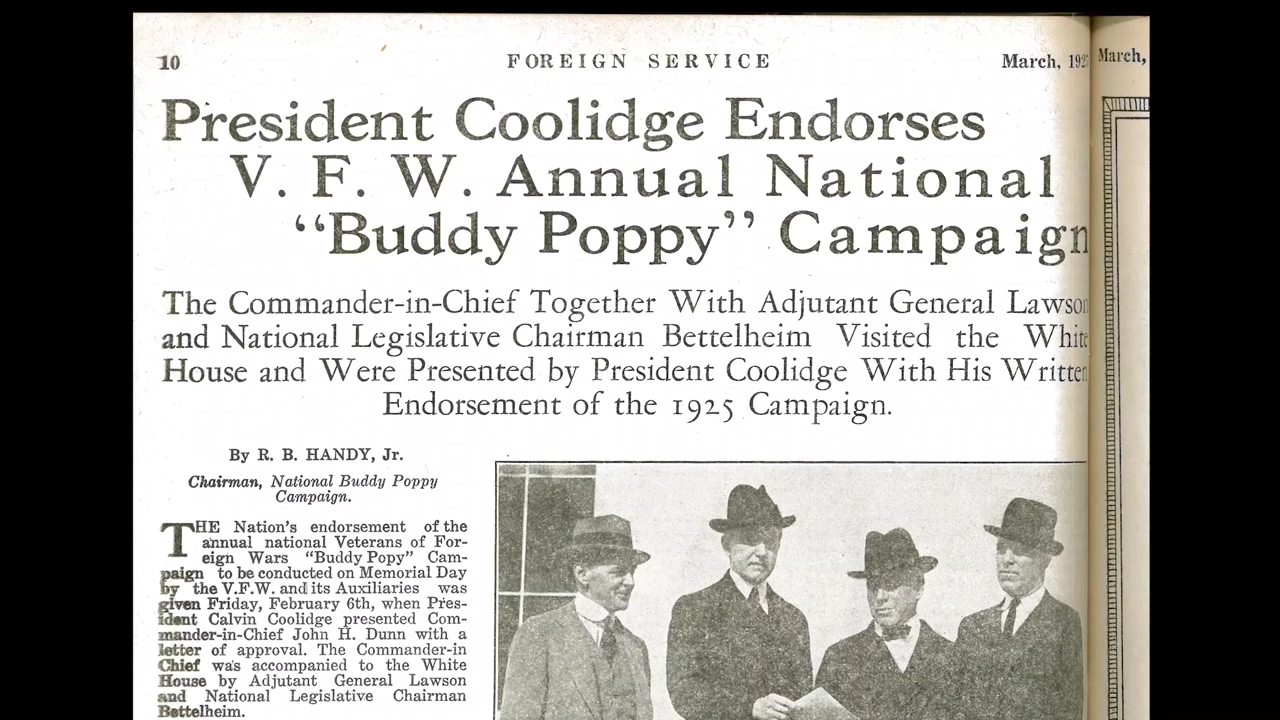 10 FOREIGN SERVICE March, 192
March,
President Coolidge Endorses
V. F. W. Annual National
“Buddy Poppy” Campaign
The Commander-in-Chief Together With Adjutant General Lawson
and National Legislative Chairman Bettelheim Visited the White
House and Were Presented by President Coolidge With His Written
Endorsement of the 1925 Campaign.
By R. B. HANDY, Jr.
Chairman, National Buddy Poppy
Campaign.
THE Nation's endorsement of the
annual national Veterans of For-
eign Wars “Buddy Popy” Cam-
paign to be conducted on Memorial Day
by the V.F.W. and its Auxiliaries was
given Friday, February 6th, when Pres-
ident Calvin Coolidge presented Com-
mander-in-Chief John H. Dunn with a
letter of approval. The Commander-in
Chief was accompanied to the White
House by Adjutant General Lawson
and National Legislative Chairman
Bettelheim.